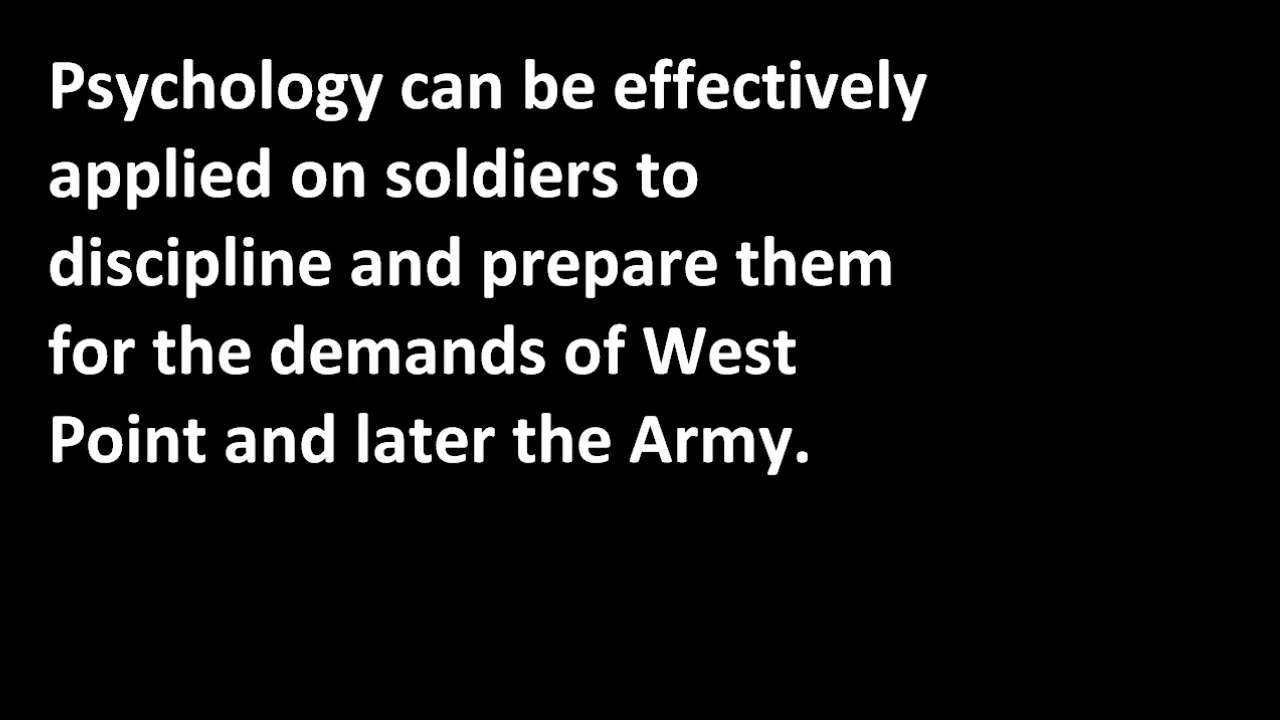 Psychology can be effectively
applied on soldiers to
discipline and prepare them
for the demands of West
Point and later the Army.